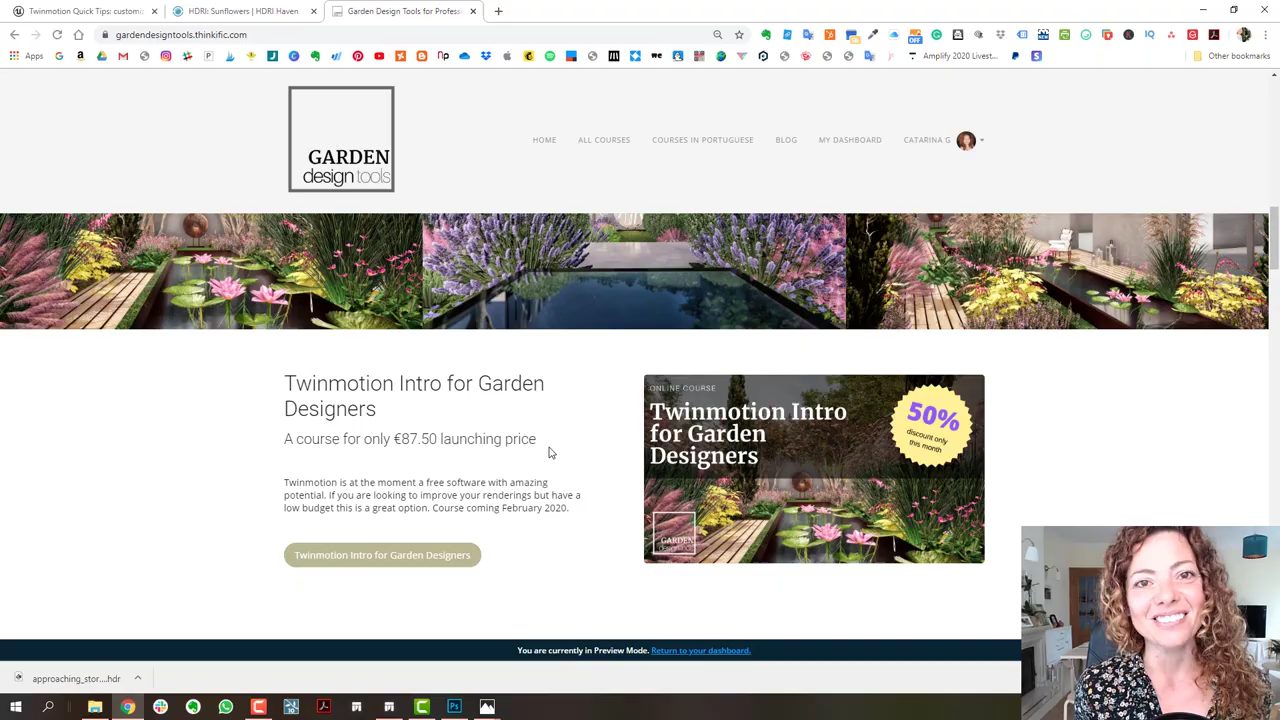 Twinmotion Quick Tips: customi
HDRI: Sunflowers | HDRI Haven
Garden Design Tools for Profess
gardendesigntools.thinkific.com
Apps
Amplify 2020 Livest...
Other bookmarks
GARDEN
design tools
HOME
ALL COURSES
COURSES IN PORTUGUESE
BLOG
MY DASHBOARD
CATARINA G
Twinmotion Intro for Garden
Designers
A course for only €87.50 launching price
Twinmotion is at the moment a free software with amazing
potential. If you are looking to improve your renderings but have a
low budget this is a great option. Course coming February 2020.
Twinmotion Intro for Garden Designers
ONLINE COURSE
Twinmotion Intro
for Garden
Designers
50%
discount only
this month
GARDEN
design tools
You are currently in Preview Mode. Return to your dashboard.
approaching_stor....hdr